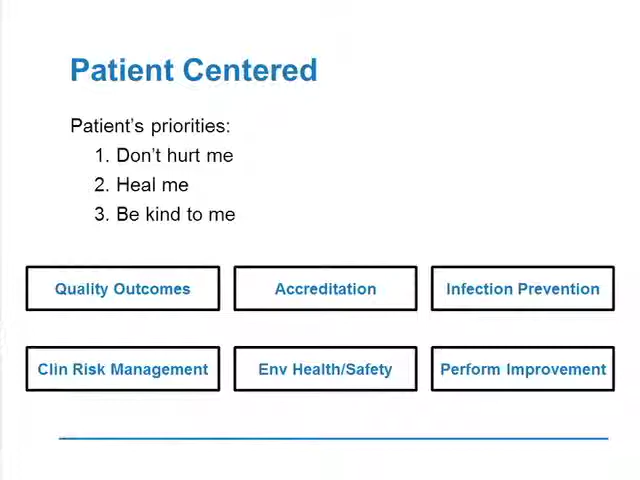 Patient Centered
Patient's priorities:
1. Don't hurt me
2. Heal me
3. Be kind to me
Quality Outcomes
Accreditation
Infection Prevention
Clin Risk Management
Env Health/Safety
Perform Improvement